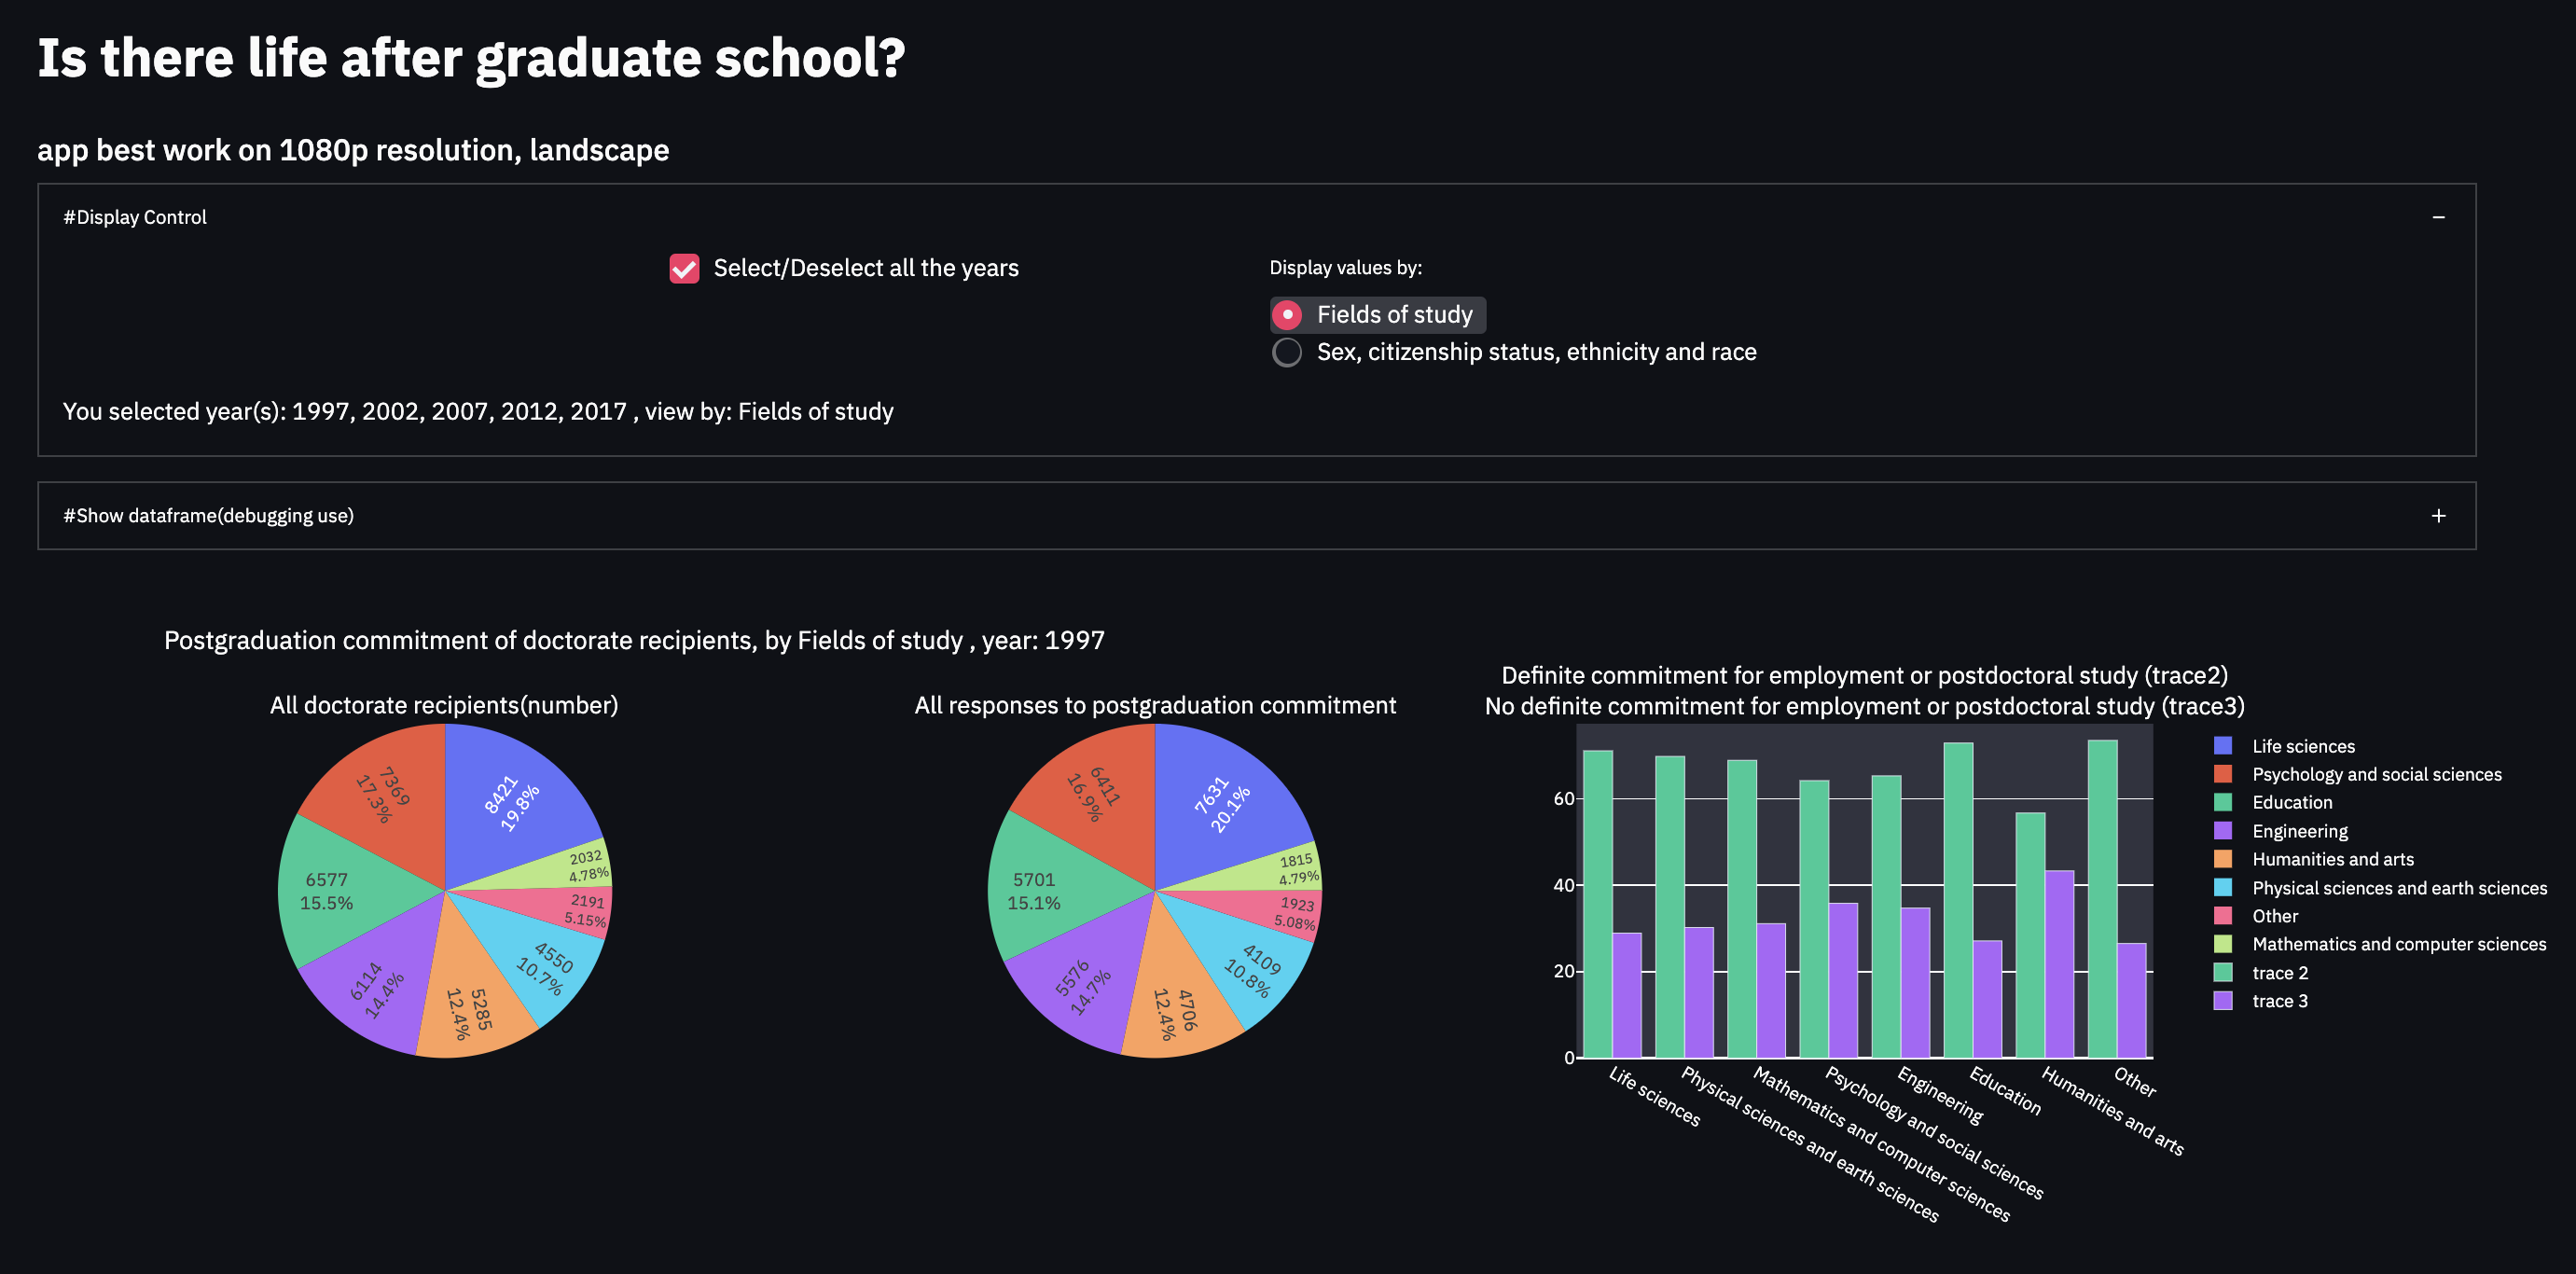 Is there life after graduate school?
app best work on 1080p resolution, landscape
#Display Control
Select/Deselect all the years
Display values by:
Fields of study
Sex, citizenship status, ethnicity and race
You selected year(s): 1997, 2002, 2007, 2012, 2017 , view by: Fields of study
#Show dataframe(debugging use)
Postgraduation commitment of doctorate recipients, by Fields of study , year: 1997
All doctorate recipients(number)
8421
19.8%
2032
4.78%
2191
5.15%
4550
10.7%
5285
12.4%
6114
14.4%
6577
15.5%
7369
17.3%
All responses to postgraduation commitment
7631
20.1%
1815
4.79%
1923
5.08%
4109
10.8%
4706
12.4%
5576
14.7%
5701
15.1%
6411
16.9%
Definite commitment for employment or postdoctoral study (trace2)
No definite commitment for employment or postdoctoral study (trace3)
60
40
20
0
Life sciences
Physical sciences and earth sciences
Mathematics and computer sciences
Psychology and social sciences
Engineering
Education
Humanities and arts
Other
Life sciences
Psychology and social sciences
Education
Engineering
Humanities and arts
Physical sciences and earth sciences
Other
Mathematics and computer sciences
trace 2
trace 3